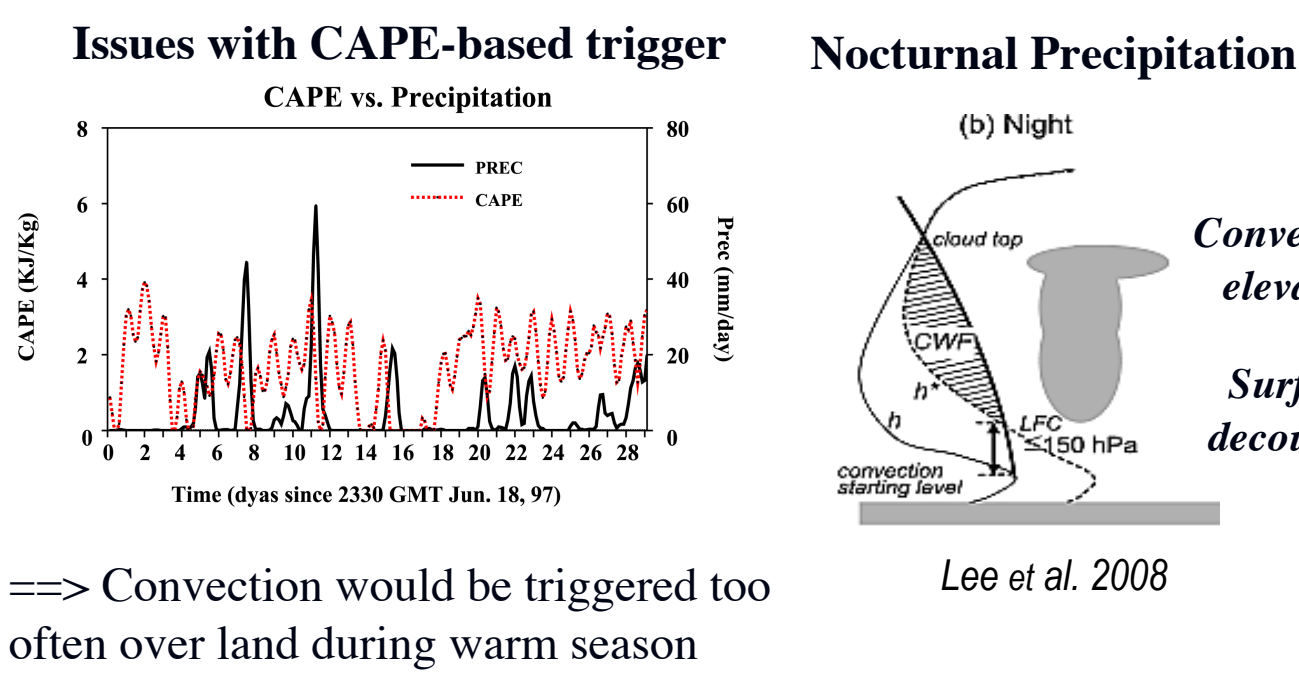 Issues with CAPE-based trigger
CAPE vs. Precipitation
8
6
4
2
0
CAPE (KJ/Kg)
PREC
CAPE
80
60
40
20
0
Prec (mm/day)
0 2 4 6 8 10 12 14 16 18 20 22 24 26 28
Time (dyas since 2330 GMT Jun. 18, 97)
==> Convection would be triggered too
often over land during warm season
Nocturnal Precipitation
(b) Night
cloud top
CWF
h*
h
LFC
≤150 hPa
convection
starting level
Lee et al. 2008
Conve
eleva
Surf
decou